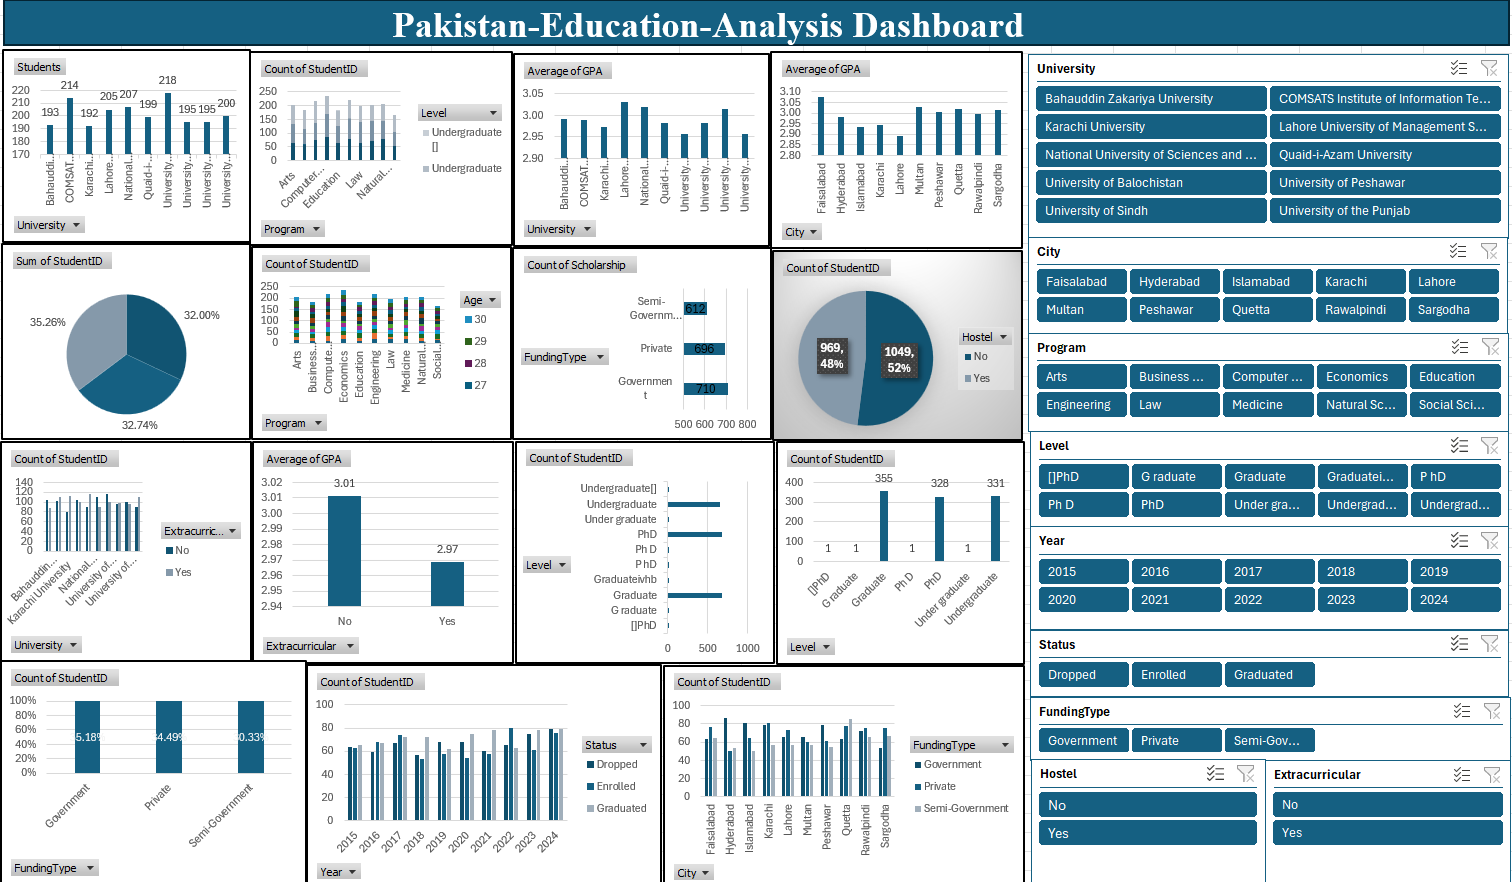 Pakistan-Education-Analysis Dashboard
Students
220
210
200
190
180
170
193
214
192
205
207
199
218
195
195
200
Bahauddi...
COMSAT...
Karachi...
Lahore...
National...
Quaid-i-...
University...
University...
University...
University...
University
Count of StudentID
250
200
150
100
50
0
Arts
Computer...
Education
Law
Natural...
Level
Undergraduate
[]
Undergraduate
Program
Average of GPA
3.05
3.00
2.95
2.90
Bahauddi...
COMSAT...
Karachi...
Lahore...
National...
Quaid-i-...
University...
University...
University...
University...
University
Average of GPA
3.10
3.05
3.00
2.95
2.90
2.85
2.80
Faisalabad
Hyderabad
Islamabad
Karachi
Lahore
Multan
Peshawar
Quetta
Rawalpindi
Sargodha
City
Sum of StudentID
35.26%
32.00%
32.74%
Count of StudentID
250
200
150
100
50
0
Arts
Business...
Compute...
Economics
Education
Engineering
Law
Medicine
Natural...
Social...
Age
30
29
28
27
Program
Count of Scholarship
FundingType
Semi-
Governm...
Private
Governmen
t
612
696
710
500 600 700 800
Count of StudentID
969,
48%
1049,
52%
Hostel
No
Yes
Count of StudentID
140
120
100
80
60
40
20
0
Bahauddin...
Karachi University
National...
University of...
University of...
Extracurric...
No
Yes
University
Average of GPA
3.02
3.01
3.00
2.99
2.98
2.97
2.96
2.95
2.94
3.01
2.97
No
Yes
Extracurricular
Count of StudentID
Level
Undergraduate[]
Undergraduate
Under graduate
PhD
Ph D
P hD
Graduateivhb
Graduate
G raduate
[]PhD
0 500 1000
Count of StudentID
400
300
200
100
0
1
1
355
1
328
1
331
[]PhD
G raduate
Graduate
Ph D
PhD
Under graduate
Undergraduate
Level
Count of StudentID
100%
80%
60%
40%
20%
0%
5.18%
4.49%
0.33%
Government
Private
Semi-Government
FundingType
Count of StudentID
100
80
60
40
20
0
2015
2016
2017
2018
2019
2020
2021
2022
2023
2024
Status
Dropped
Enrolled
Graduated
Year
Count of StudentID
100
80
60
40
20
0
Faisalabad
Hyderabad
Islamabad
Karachi
Lahore
Multan
Peshawar
Quetta
Rawalpindi
Sargodha
FundingType
Government
Private
Semi-Government
City
University
Bahauddin Zakariya University
COMSATS Institute of Information Te...
Karachi University
Lahore University of Management S...
National University of Sciences and ...
Quaid-i-Azam University
University of Balochistan
University of Peshawar
University of Sindh
University of the Punjab
City
Faisalabad
Hyderabad
Islamabad
Karachi
Lahore
Multan
Peshawar
Quetta
Rawalpindi
Sargodha
Program
Arts
Business ...
Computer ...
Economics
Education
Engineering
Law
Medicine
Natural Sc...
Social Sci...
Level
[]PhD
G raduate
Graduate
Graduatei...
P hD
Ph D
PhD
Under gra...
Undergrad...
Undergrad...
Year
2015
2016
2017
2018
2019
2020
2021
2022
2023
2024
Status
Dropped
Enrolled
Graduated
FundingType
Government
Private
Semi-Gov...
Hostel
No
Yes
Extracurricular
No
Yes